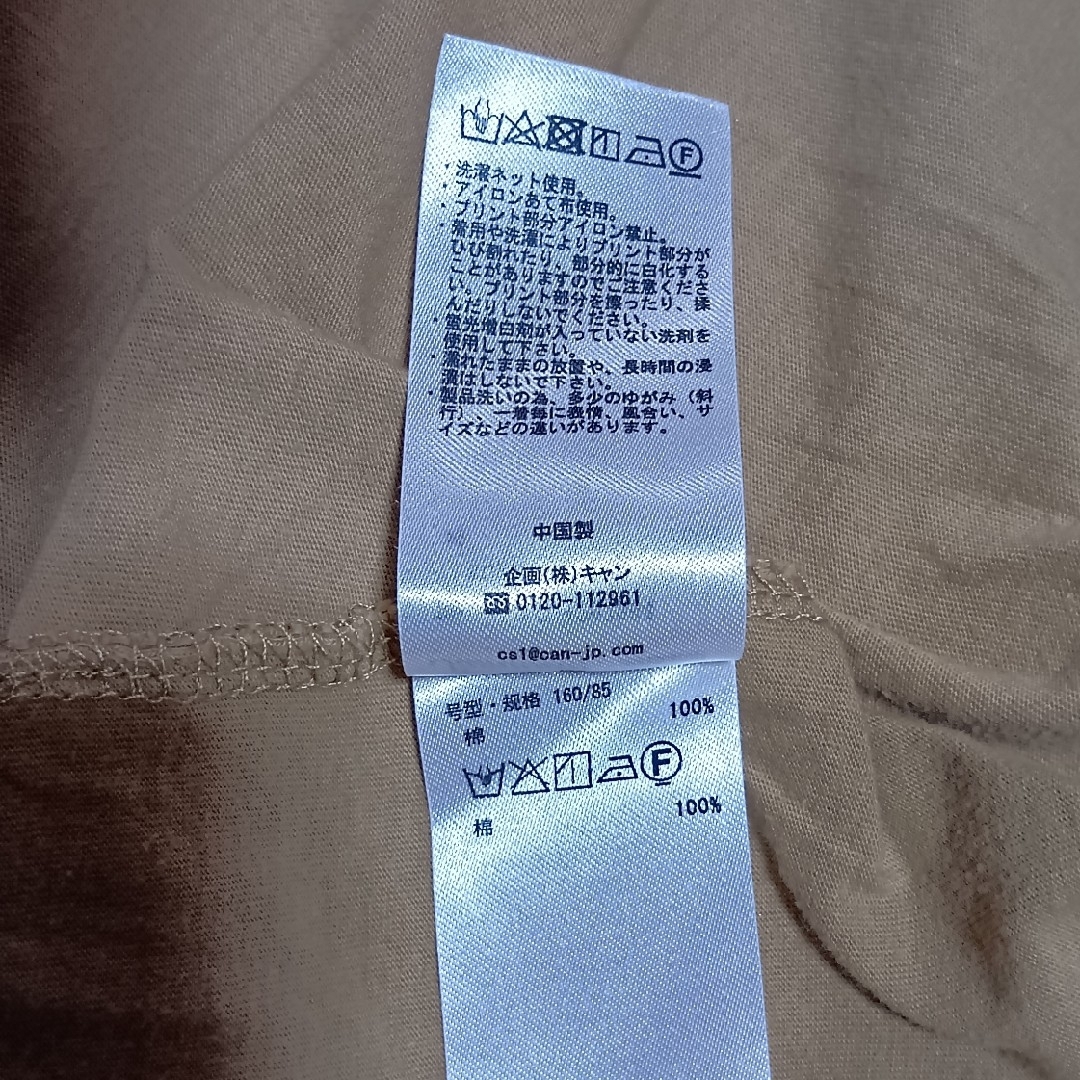 F
・洗濯ネット使用。
・アイロンあて布使用。
・プリント部分アイロン禁止。
・着用や洗濯によりプリント部分が
ひび割れたり、部分的に白化する
ことがありますのでご注意くださ
い。プリント部分を擦ったり、揉
んだりしないでください。
・蛍光増白剤が入っていない洗剤を
使用して下さい。
・濡れたままの放置や、長時間の浸
漬はしないで下さい。
・製品洗いの為、多少のゆがみ（斜
行）、一着毎に表情、風合い、サ
イズなどの違いがあります。
中国製
企画(株)キャン
0120-112961
cs1@can-jp.com
号型・规格 160/85
棉 100%
F
棉 100%